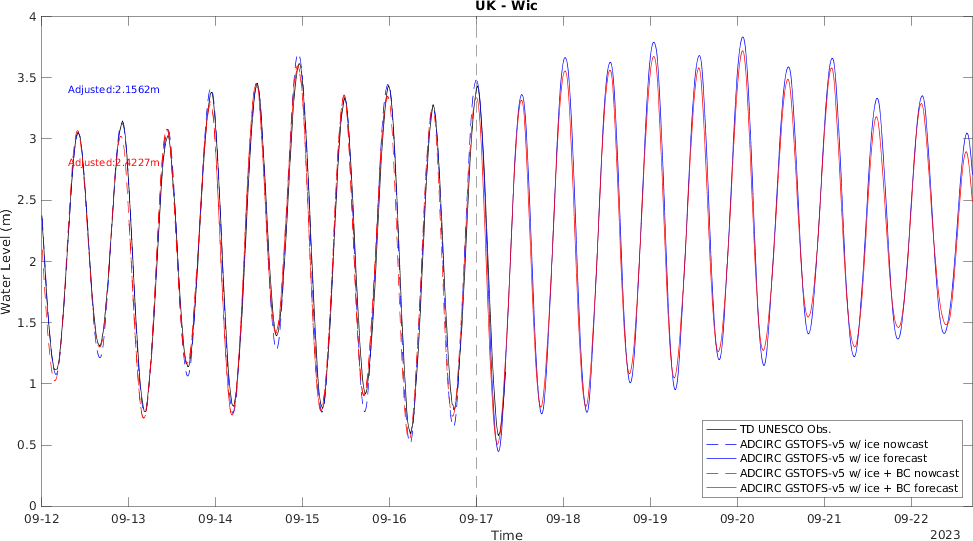 UK - Wic
4
3.5
3
2.5
2
1.5
1
0.5
0
Water Level (m)
Adjusted:2.1562m
Adjusted:2.4227m
TD UNESCO Obs.
ADCIRC GSTOFS-v5 w/ ice nowcast
ADCIRC GSTOFS-v5 w/ ice forecast
ADCIRC GSTOFS-v5 w/ ice + BC nowcast
ADCIRC GSTOFS-v5 w/ ice + BC forecast
09-12 09-13 09-14 09-15 09-16 09-17 09-18 09-19 09-20 09-21 09-22
Time
2023